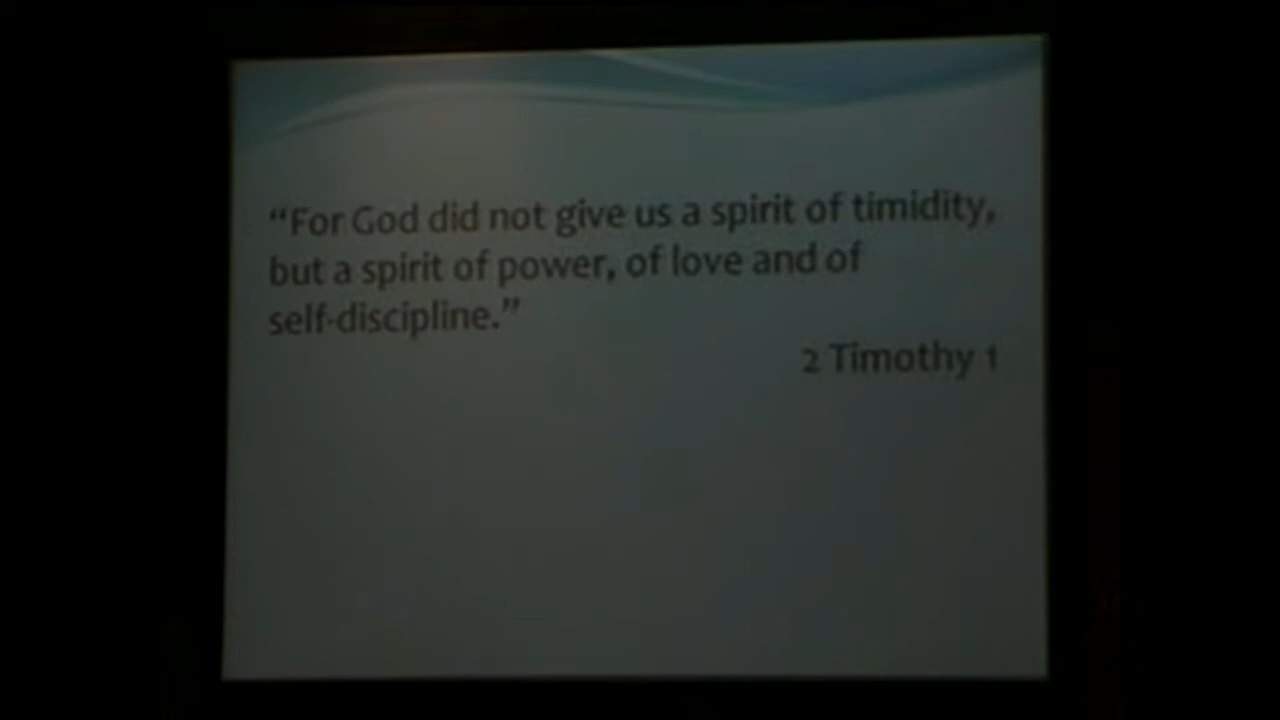 “For God did not give us a spirit of timidity,
but a spirit of power, of love and of
self-discipline.”
2 Timothy 1